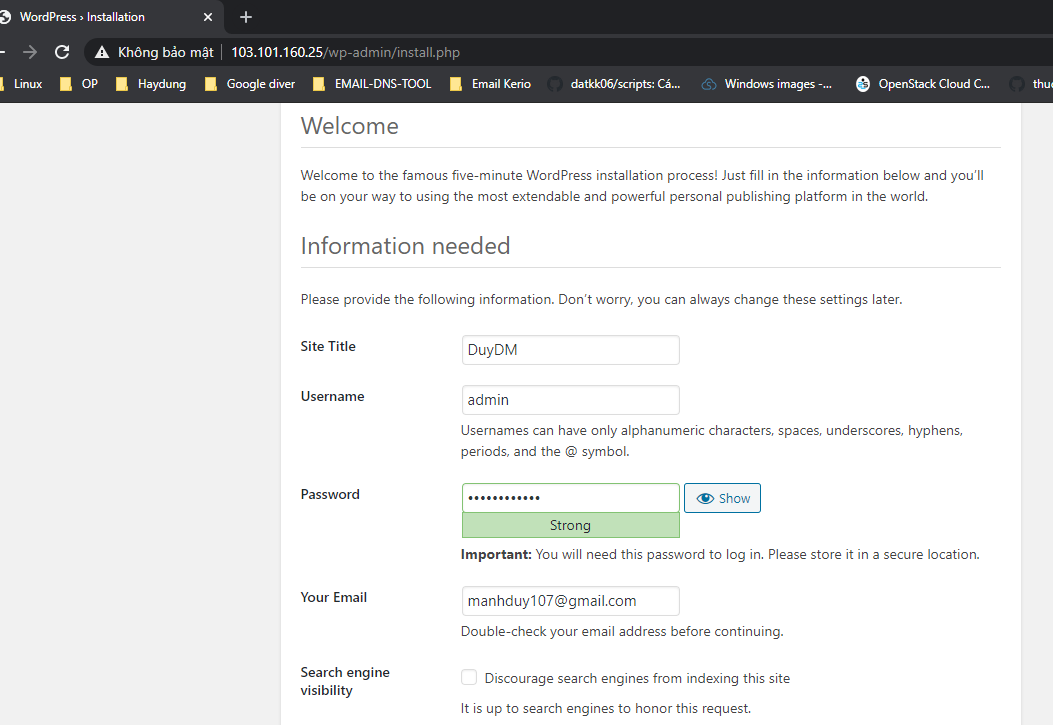 WordPress › Installation
Không bảo mật 103.101.160.25/wp-admin/install.php
Linux OP Haydung Google diver EMAIL-DNS-TOOL Email Kerio datkk06/scripts: Cá... Windows images -... OpenStack Cloud C...
Welcome
Welcome to the famous five-minute WordPress installation process! Just fill in the information below and you’ll
be on your way to using the most extendable and powerful personal publishing platform in the world.
Information needed
Please provide the following information. Don’t worry, you can always change these settings later.
Site Title DuyDM
Username admin
Usernames can have only alphanumeric characters, spaces, underscores, hyphens,
periods, and the @ symbol.
Password •••••••••••• Show
Strong
Important: You will need this password to log in. Please store it in a secure location.
Your Email manhduy107@gmail.com
Double-check your email address before continuing.
Search engine
visibility
Discourage search engines from indexing this site
It is up to search engines to honor this request.